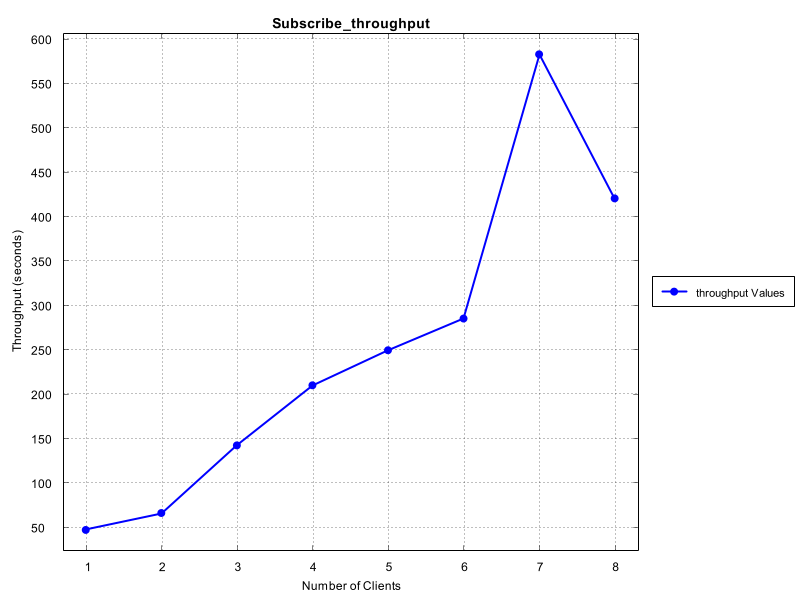 Subscribe_throughput
600
550
500
450
400
350
300
250
200
150
100
50
Throughput (seconds)
1 2 3 4 5 6 7 8
Number of Clients
throughput Values